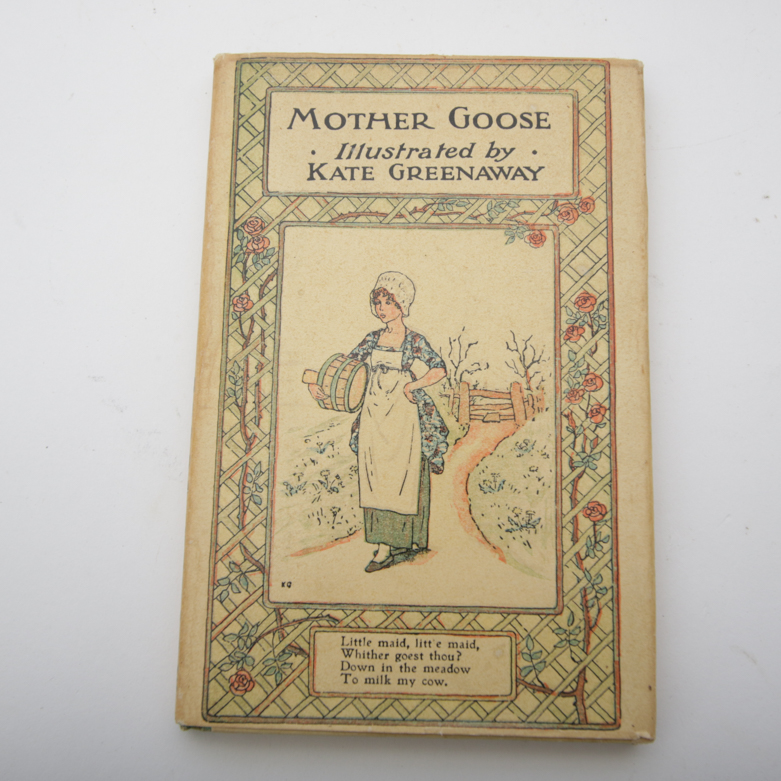 MOTHER GOOSE
· Illustrated by ·
KATE GREENAWAY
KG
Little maid, litt e maid,
Whither goest thou?
Down in the meadow
To milk my cow.